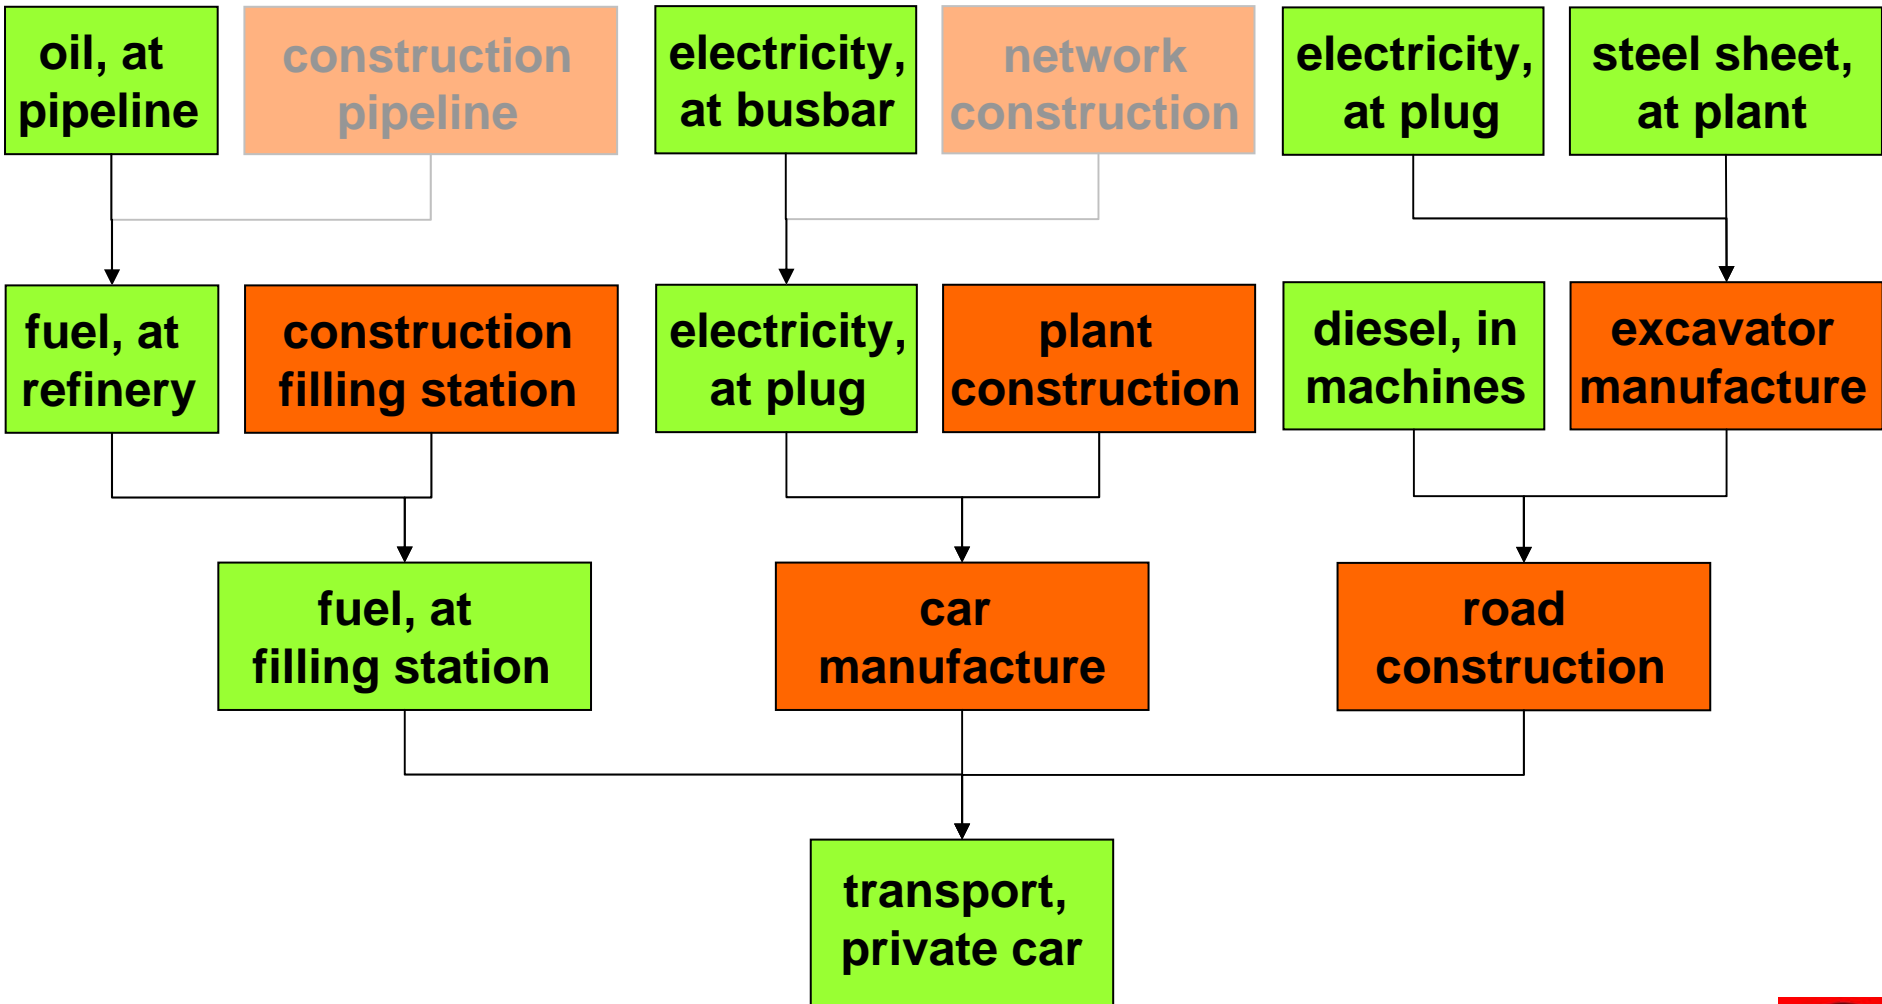 oil, at
pipeline
construction
pipeline
electricity,
at busbar
network
construction
electricity,
at plug
steel sheet,
at plant
fuel, at
refinery
construction
filling station
electricity,
at plug
plant
construction
diesel, in
machines
excavator
manufacture
fuel, at
filling station
car
manufacture
road
construction
transport,
private car